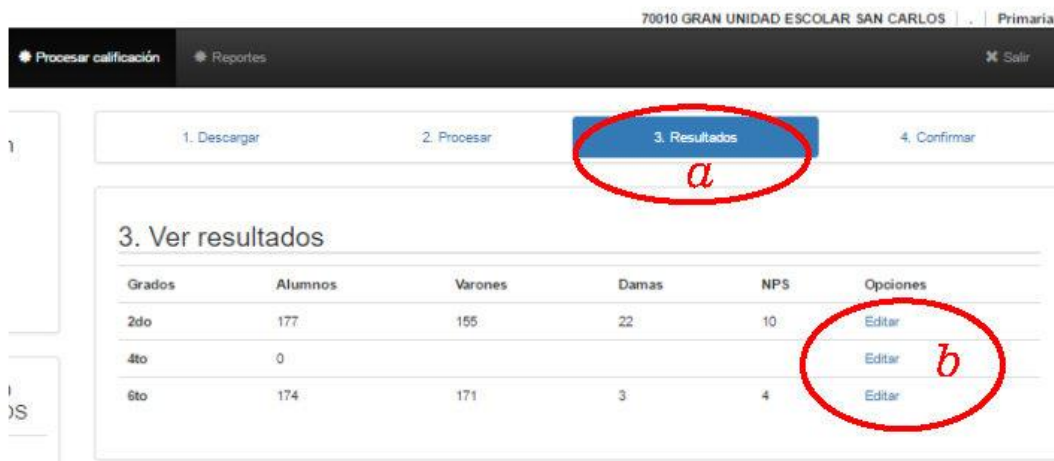 70010 GRAN UNIDAD ESCOLAR SAN CARLOS | . | Primaria
Procesar calificación Reportes Salir
1. Descargar 2. Procesar 3. Resultados 4. Confirmar
a
3. Ver resultados
Grados Alumnos Varones Damas NPS Opciones
2do 177 155 22 10 Editar
4to 0 Editar
b
6to 174 171 3 4 Editar
OS